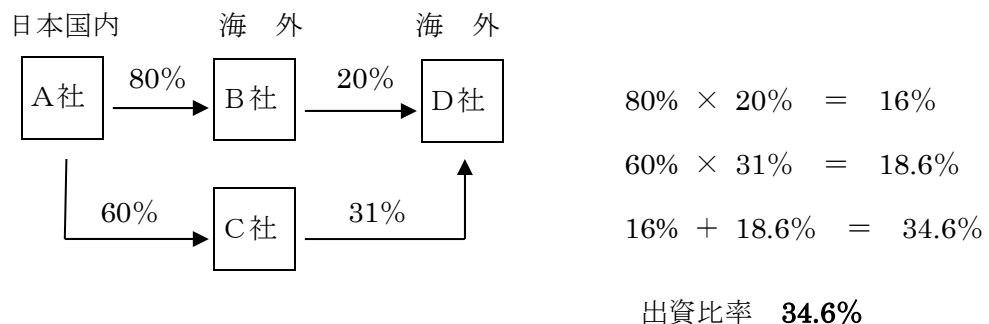 日本国内 海　外 海　外
A社 80% B社 20% D社
60% C社 31%
80% × 20% ＝ 16%
60% × 31% ＝ 18.6%
16% ＋ 18.6% ＝ 34.6%
出資比率 34.6%